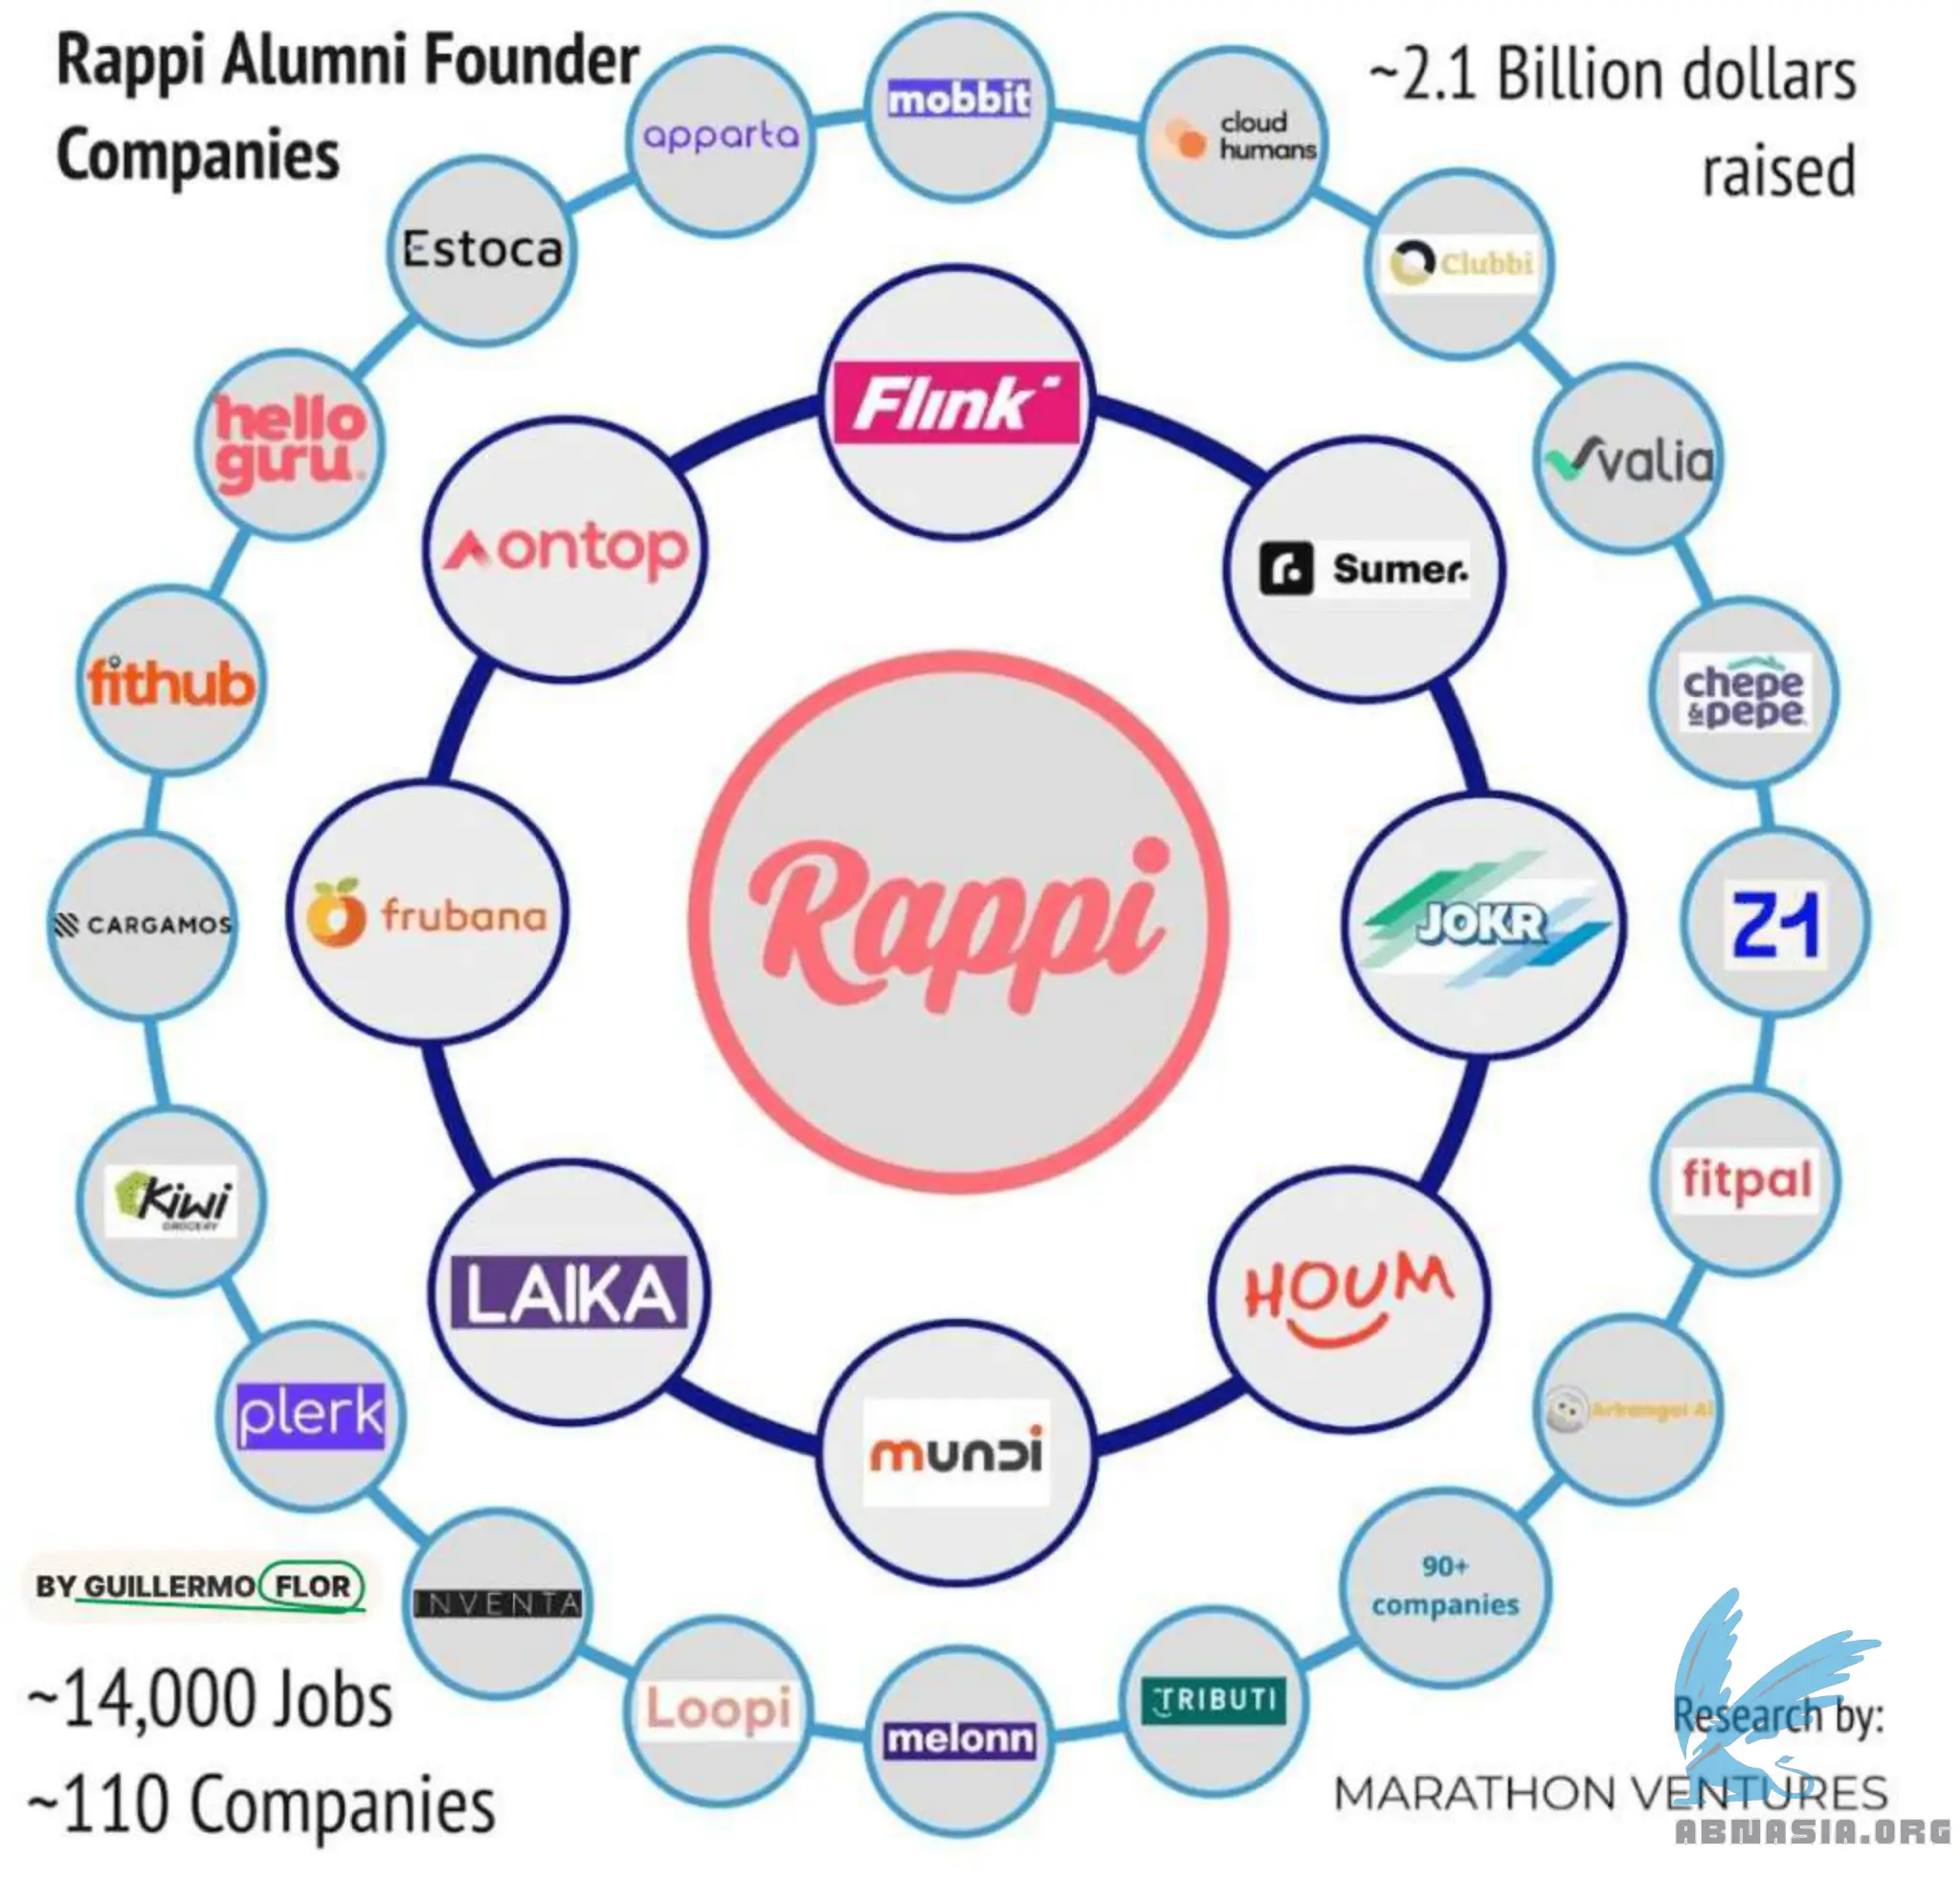 Rappi Alumni Founder
Companies
~2.1 Billion dollars
raised
mobbit
apparta
cloud
humans
Estoca
Clubbi
hello
guru
valia
fithub
chepe
&pepe
CARGAMOS
Z1
Kiwi
GROCERY
fitpal
plerk
Arkangel AI
INVENTA
90+
companies
Loopi
melonn
TRIBUTI
Flink
ontop
Sumer.
frubana
JOKR
LAIKA
HOUM
mundi
Rappi
BY GUILLERMO FLOR
~14,000 Jobs
~110 Companies
Research by:
MARATHON VENTURES
ABNASIA.ORG